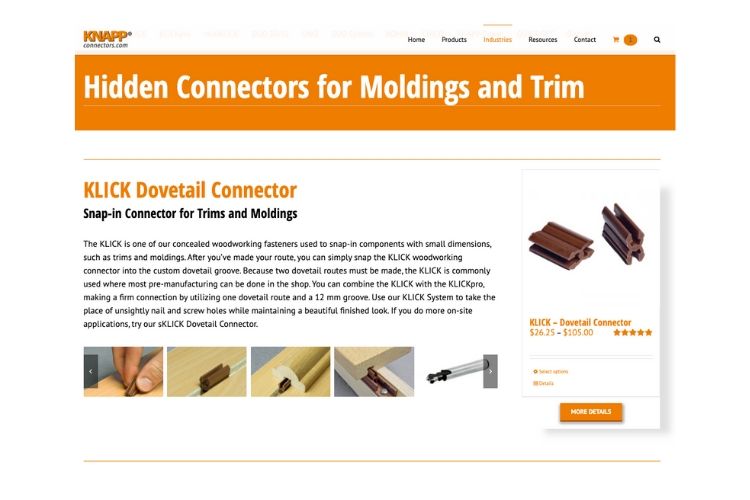 KNAPP®
connectors.com
Home Products Industries Resources Contact 1
Hidden Connectors for Moldings and Trim
KLICK Dovetail Connector
Snap-in Connector for Trims and Moldings
The KLICK is one of our concealed woodworking fasteners used to snap-in components with small dimensions,
such as trims and moldings. After you've made your route, you can simply snap the KLICK woodworking
connector into the custom dovetail groove. Because two dovetail routes must be made, the KLICK is commonly
used where most pre-manufacturing can be done in the shop. You can combine the KLICK with the KLICKpro,
making a firm connection by utilizing one dovetail route and a 12 mm groove. Use our KLICK System to take the
place of unsightly nail and screw holes while maintaining a beautiful finished look. If you do more on-site
applications, try our sKLICK Dovetail Connector.
KLICK – Dovetail Connector
$26.25 – $105.00
Select options
Details
MORE DETAILS